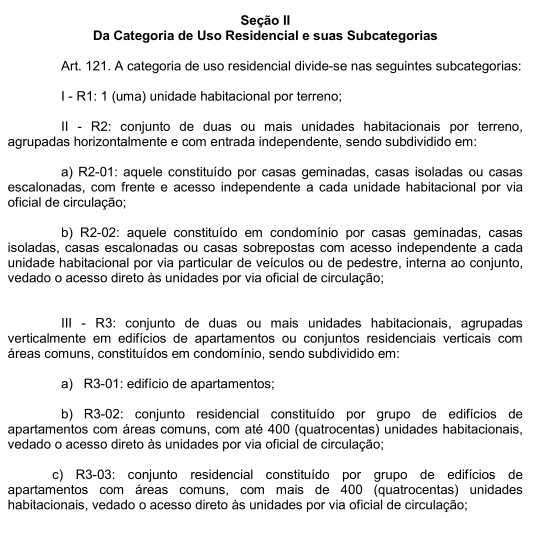 Seção II
Da Categoria de Uso Residencial e suas Subcategorias
Art. 121. A categoria de uso residencial divide-se nas seguintes subcategorias:
I - R1: 1 (uma) unidade habitacional por terreno;
II - R2: conjunto de duas ou mais unidades habitacionais por terreno,
agrupadas horizontalmente e com entrada independente, sendo subdividido em:
a) R2-01: aquele constituído por casas geminadas, casas isoladas ou casas
escalonadas, com frente e acesso independente a cada unidade habitacional por via
oficial de circulação;
b) R2-02: aquele constituído em condomínio por casas geminadas, casas
isoladas, casas escalonadas ou casas sobrepostas com acesso independente a cada
unidade habitacional por via particular de veículos ou de pedestre, interna ao conjunto,
vedado o acesso direto às unidades por via oficial de circulação;
III - R3: conjunto de duas ou mais unidades habitacionais, agrupadas
verticalmente em edifícios de apartamentos ou conjuntos residenciais verticais com
áreas comuns, constituídos em condomínio, sendo subdividido em:
a) R3-01: edifício de apartamentos;
b) R3-02: conjunto residencial constituído por grupo de edifícios de
apartamentos com áreas comuns, com até 400 (quatrocentas) unidades habitacionais,
vedado o acesso direto às unidades por via oficial de circulação;
c) R3-03: conjunto residencial constituído por grupo de edifícios de
apartamentos com áreas comuns, com mais de 400 (quatrocentas) unidades
habitacionais, vedado o acesso direto às unidades por via oficial de circulação;